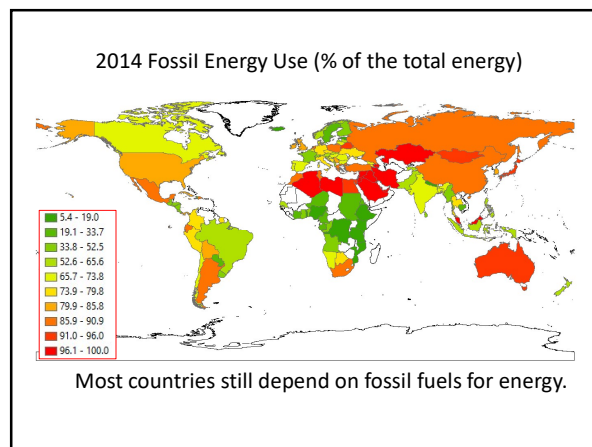 2014 Fossil Energy Use (% of the total energy)
5.4 - 19.0
19.1 - 33.7
33.8 - 52.5
52.6 - 65.6
65.7 - 73.8
73.9 - 79.8
79.9 - 85.8
85.9 - 90.9
91.0 - 96.0
96.1 - 100.0
Most countries still depend on fossil fuels for energy.